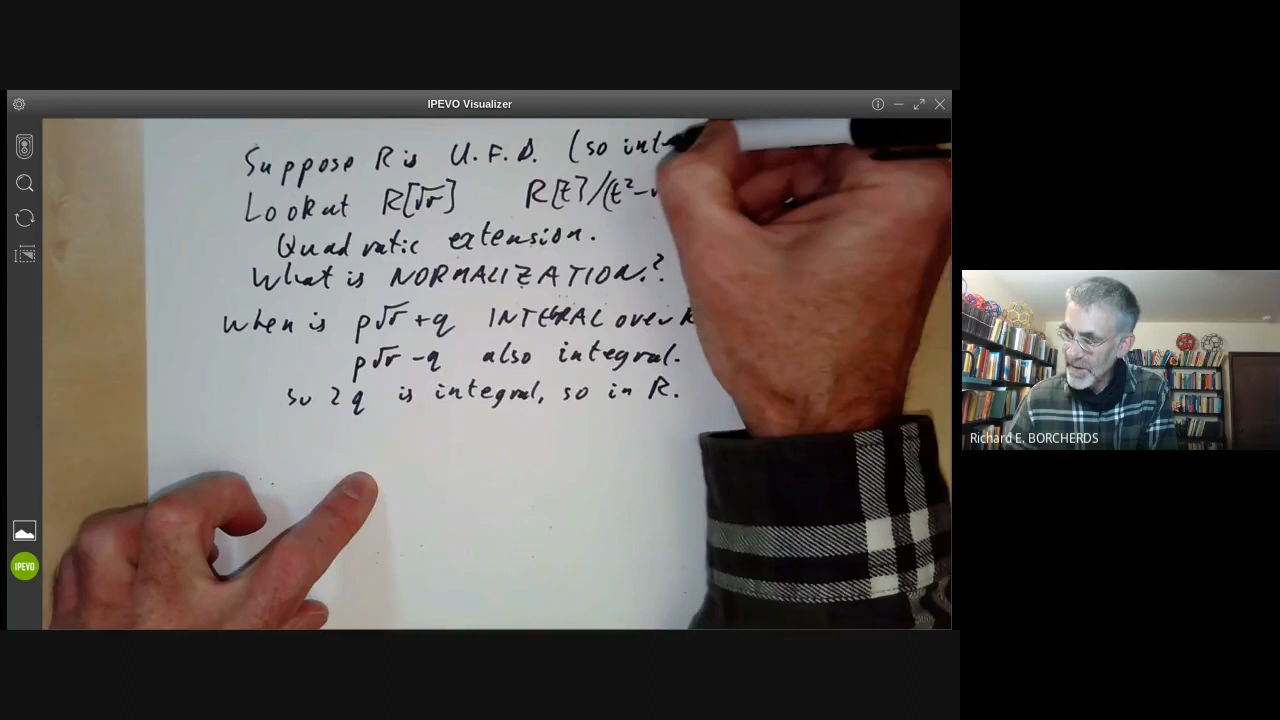 IPEVO Visualizer
Suppose R is U.F.D. (so inte
Look at R[√r] R[t]/(t²-
Quadratic extension.
What is NORMALIZATION.?
When is p√r + q INTEGRAL over R
p√r - q also integral.
so 2q is integral, so in R.
Richard E. BORCHERDS
IPEVO